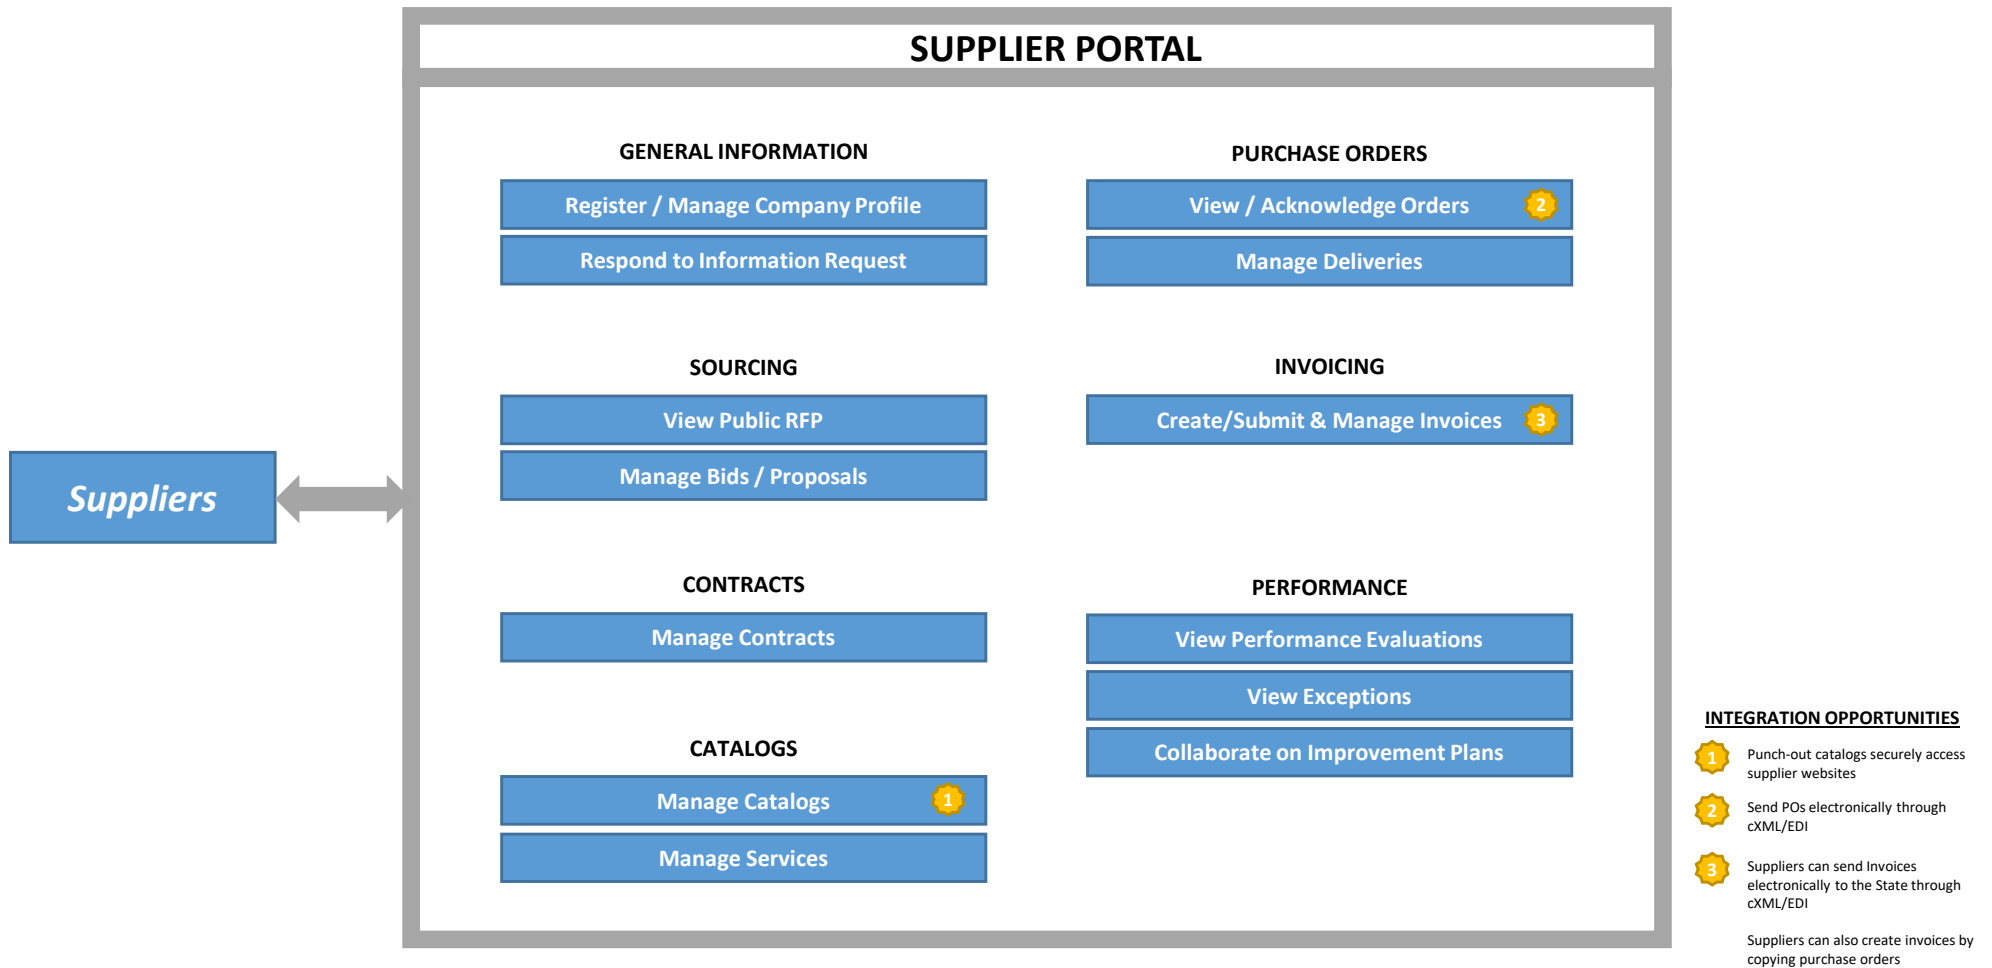 SUPPLIER PORTAL
GENERAL INFORMATION
Register / Manage Company Profile
Respond to Information Request
SOURCING
View Public RFP
Manage Bids / Proposals
CONTRACTS
Manage Contracts
CATALOGS
Manage Catalogs
1
Manage Services
PURCHASE ORDERS
View / Acknowledge Orders
2
Manage Deliveries
INVOICING
Create/Submit & Manage Invoices
3
PERFORMANCE
View Performance Evaluations
View Exceptions
Collaborate on Improvement Plans
Suppliers
INTEGRATION OPPORTUNITIES
1
Punch-out catalogs securely access
supplier websites
2
Send POs electronically through
cXML/EDI
3
Suppliers can send Invoices
electronically to the State through
cXML/EDI
Suppliers can also create invoices by
copying purchase orders